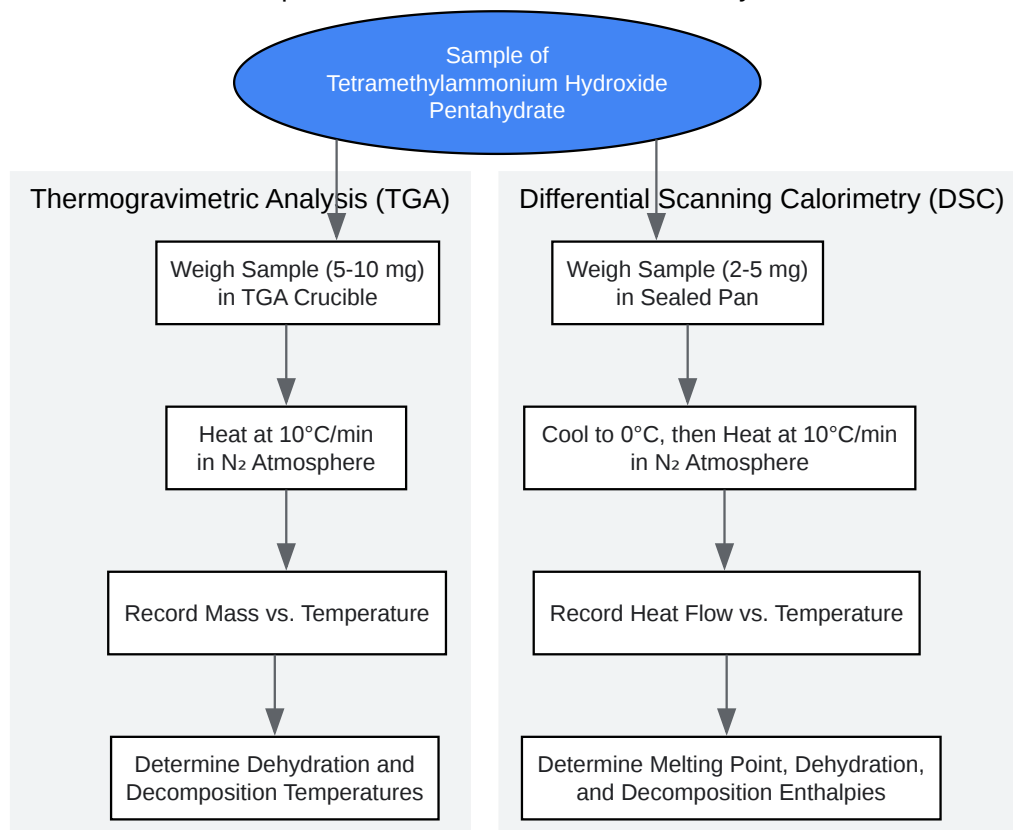 Sample of
Tetramethylammonium Hydroxide
Pentahydrate
Thermogravimetric Analysis (TGA)
Weigh Sample (5-10 mg)
in TGA Crucible
Heat at 10°C/min
in N₂ Atmosphere
Record Mass vs. Temperature
Determine Dehydration and
Decomposition Temperatures
Differential Scanning Calorimetry (DSC)
Weigh Sample (2-5 mg)
in Sealed Pan
Cool to 0°C, then Heat at 10°C/min
in N₂ Atmosphere
Record Heat Flow vs. Temperature
Determine Melting Point, Dehydration,
and Decomposition Enthalpies